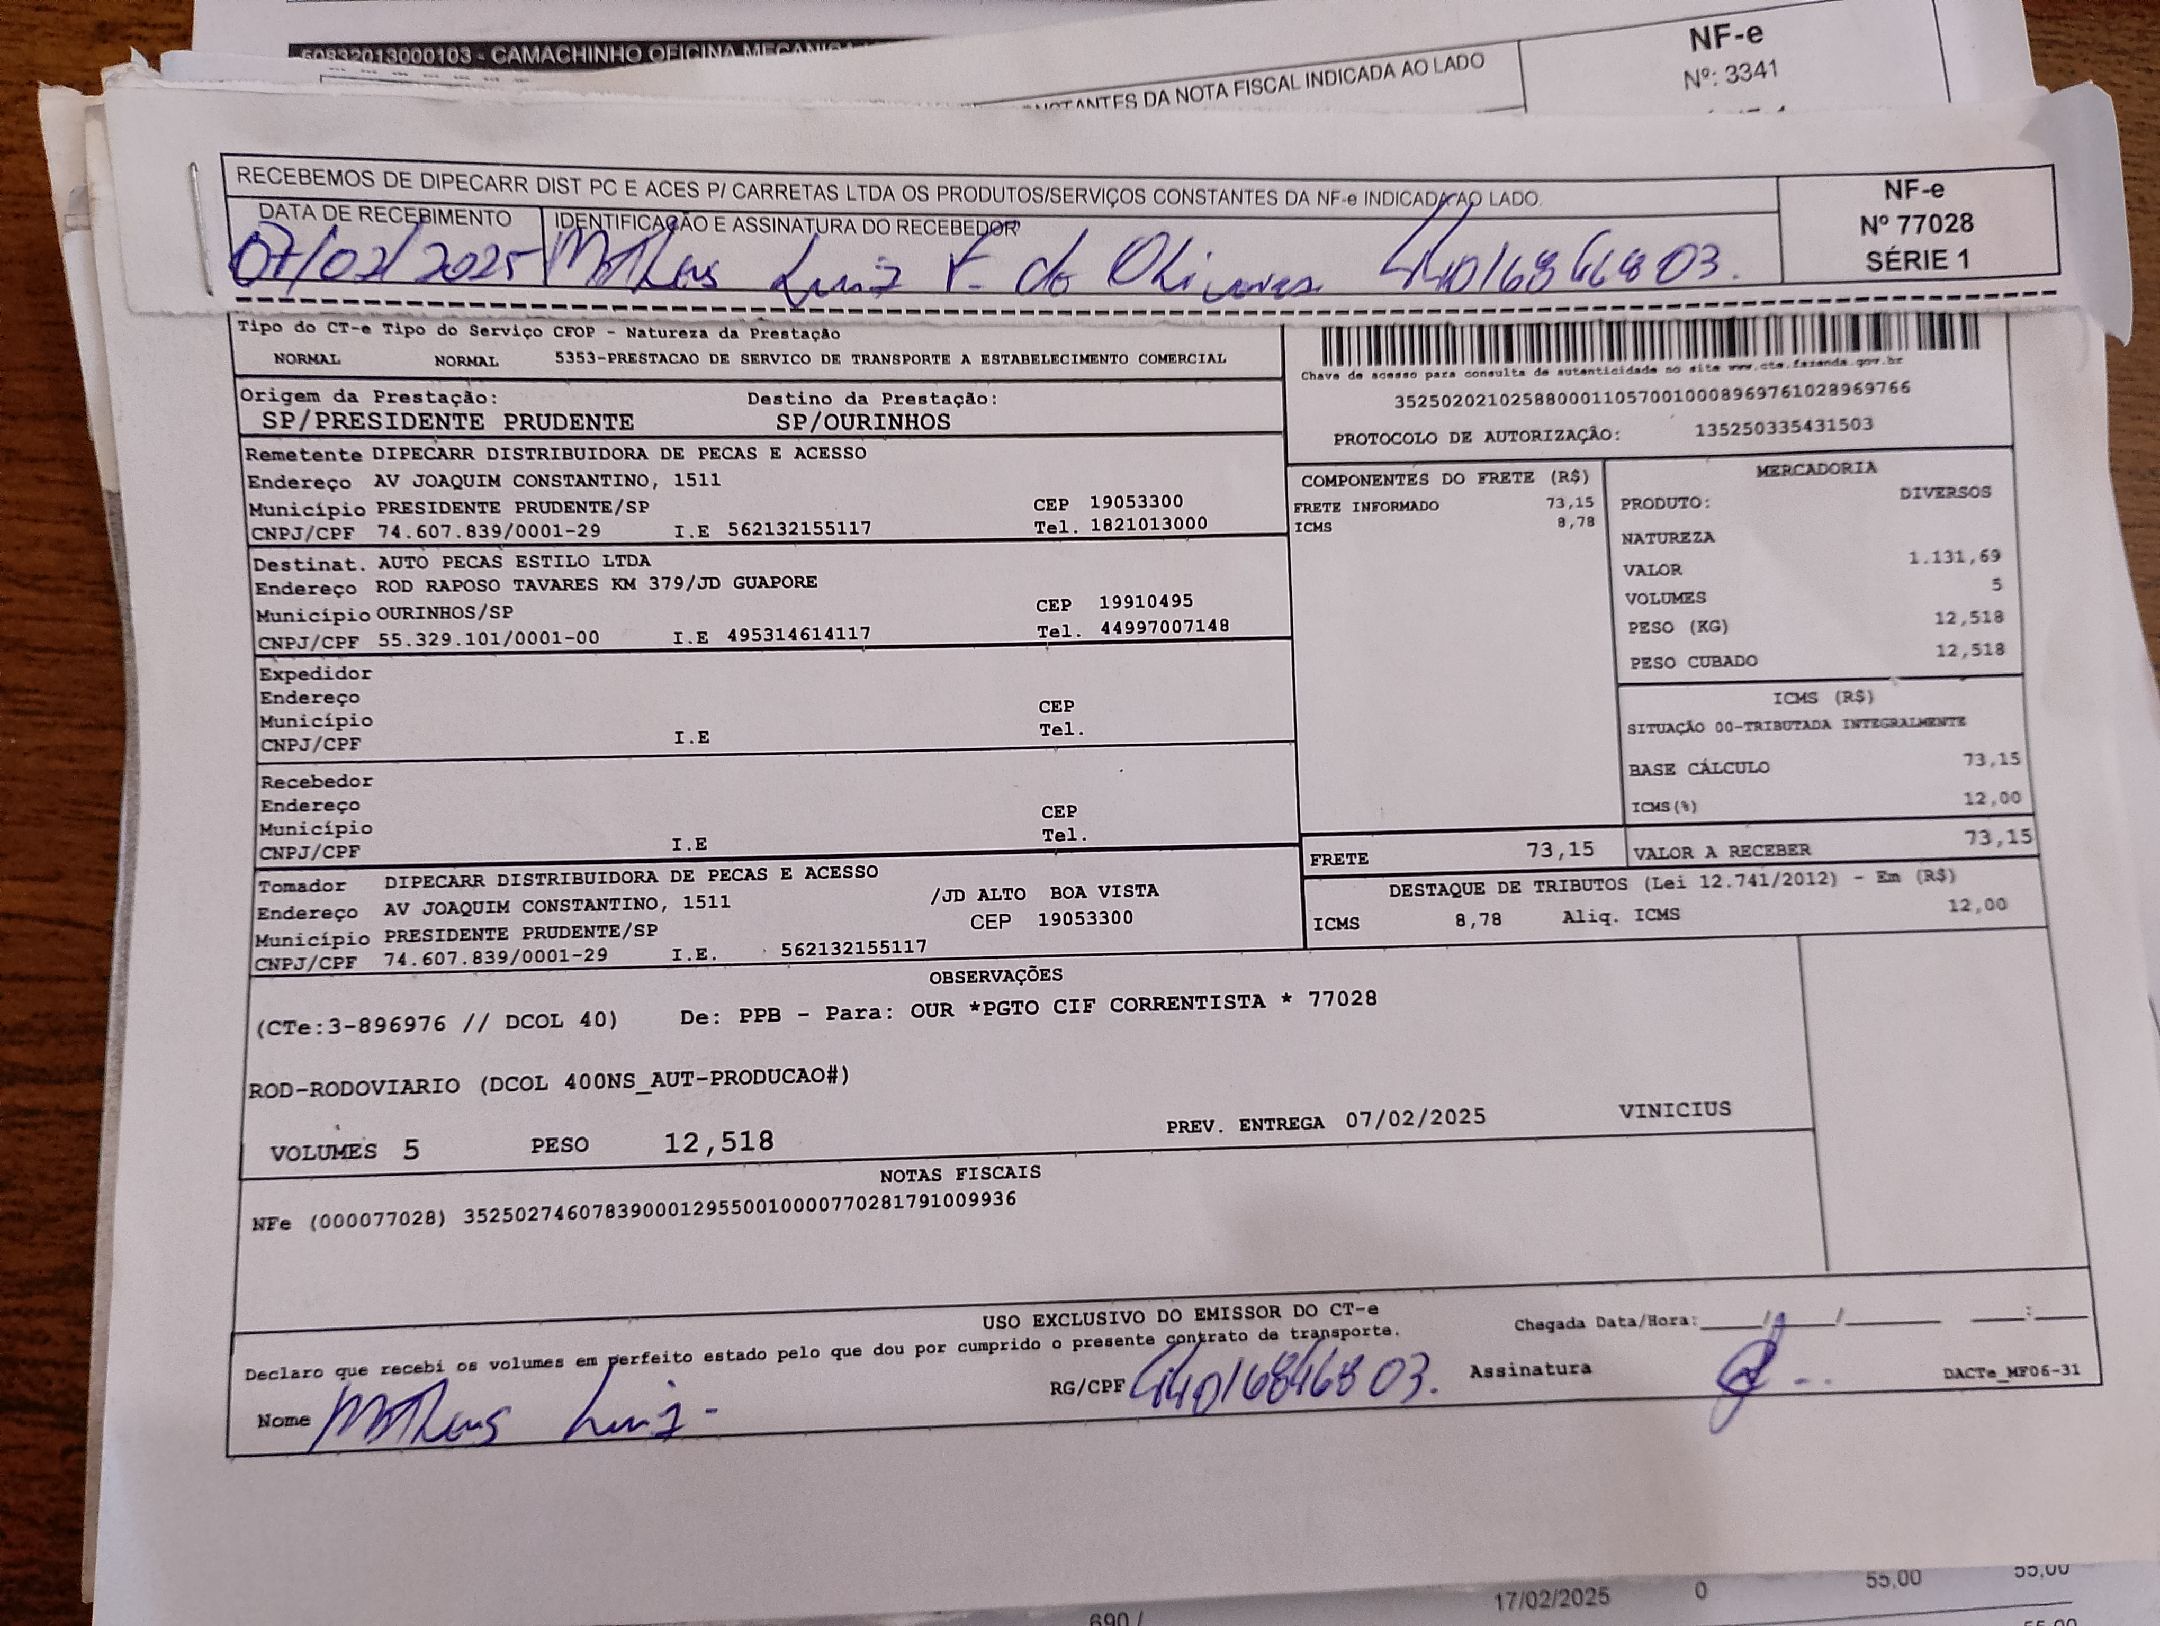 60832013000103 - CAMACHINHO OFICINA MECANICA
CONSTANTES DA NOTA FISCAL INDICADA AO LADO
NF-e
Nº: 3341
RECEBEMOS DE DIPECARR DIST PC E ACES P/ CARRETAS LTDA OS PRODUTOS/SERVIÇOS CONSTANTES DA NF-e INDICADA AO LADO.
NF-e
Nº 77028
SÉRIE 1
DATA DE RECEBIMENTO IDENTIFICAÇÃO E ASSINATURA DO RECEBEDOR
07/02/2025 Matheus Luiz F. de Oliveira
Tipo do CT-e Tipo do Serviço CFOP - Natureza da Prestação
NORMAL NORMAL 5353-PRESTACAO DE SERVICO DE TRANSPORTE A ESTABELECIMENTO COMERCIAL
Chave de acesso para consulta de autenticidade no site www.cte.fazenda.gov.br
35250202102588000110570010008969761028969766
PROTOCOLO DE AUTORIZAÇÃO: 135250335431503
Origem da Prestação: Destino da Prestação:
SP/PRESIDENTE PRUDENTE SP/OURINHOS
Remetente DIPECARR DISTRIBUIDORA DE PECAS E ACESSO
Endereço AV JOAQUIM CONSTANTINO, 1511
Município PRESIDENTE PRUDENTE/SP CEP 19053300
CNPJ/CPF 74.607.839/0001-29 I.E 562132155117 Tel. 1821013000
Destinat. AUTO PECAS ESTILO LTDA
Endereço ROD RAPOSO TAVARES KM 379/JD GUAPORE
Município OURINHOS/SP CEP 19910495
CNPJ/CPF 55.329.101/0001-00 I.E 495314614117 Tel. 44997007148
Expedidor
Endereço
Município CEP
CNPJ/CPF I.E Tel.
Recebedor
Endereço
Município CEP
CNPJ/CPF I.E Tel.
Tomador DIPECARR DISTRIBUIDORA DE PECAS E ACESSO
Endereço AV JOAQUIM CONSTANTINO, 1511 /JD ALTO BOA VISTA
Município PRESIDENTE PRUDENTE/SP CEP 19053300
CNPJ/CPF 74.607.839/0001-29 I.E. 562132155117
COMPONENTES DO FRETE (R$)
FRETE INFORMADO 73,15
ICMS 8,78
MERCADORIA
PRODUTO: DIVERSOS
NATUREZA
VALOR 1.131,69
VOLUMES 5
PESO (KG) 12,518
PESO CUBADO 12,518
ICMS (R$)
SITUAÇÃO 00-TRIBUTADA INTEGRALMENTE
BASE CÁLCULO 73,15
ICMS(%) 12,00
FRETE 73,15 VALOR A RECEBER 73,15
DESTAQUE DE TRIBUTOS (Lei 12.741/2012) - Em (R$)
ICMS 8,78 Aliq. ICMS 12,00
OBSERVAÇÕES
(CTe:3-896976 // DCOL 40) De: PPB - Para: OUR *PGTO CIF CORRENTISTA * 77028
ROD-RODOVIARIO (DCOL 400NS_AUT-PRODUCAO#)
VOLUMES 5 PESO 12,518 PREV. ENTREGA 07/02/2025 VINICIUS
NOTAS FISCAIS
NFe (000077028) 35250274607839000129550010000770281791009936
USO EXCLUSIVO DO EMISSOR DO CT-e
Declaro que recebi os volumes em perfeito estado pelo que dou por cumprido o presente contrato de transporte.
Chegada Data/Hora:____/____/______ ___:___
Nome Matheus Luiz RG/CPF Assinatura DACTe_MF06-31
17/02/2025 0 55,00 55,00
690 /